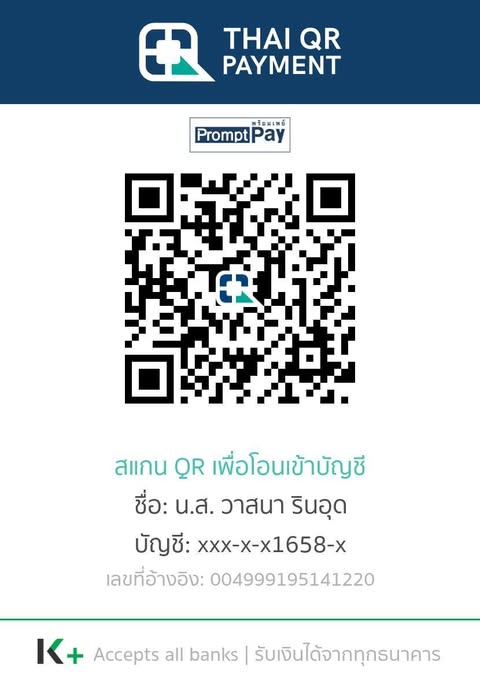 THAI QR
PAYMENT
พร้อมเพย์
PromptPay
สแกน QR เพื่อโอนเข้าบัญชี
ชื่อ: น.ส. วาสนา รินอุด
บัญชี: xxx-x-x1658-x
เลขที่อ้างอิง: 004999195141220
K+ Accepts all banks | รับเงินได้จากทุกธนาคาร